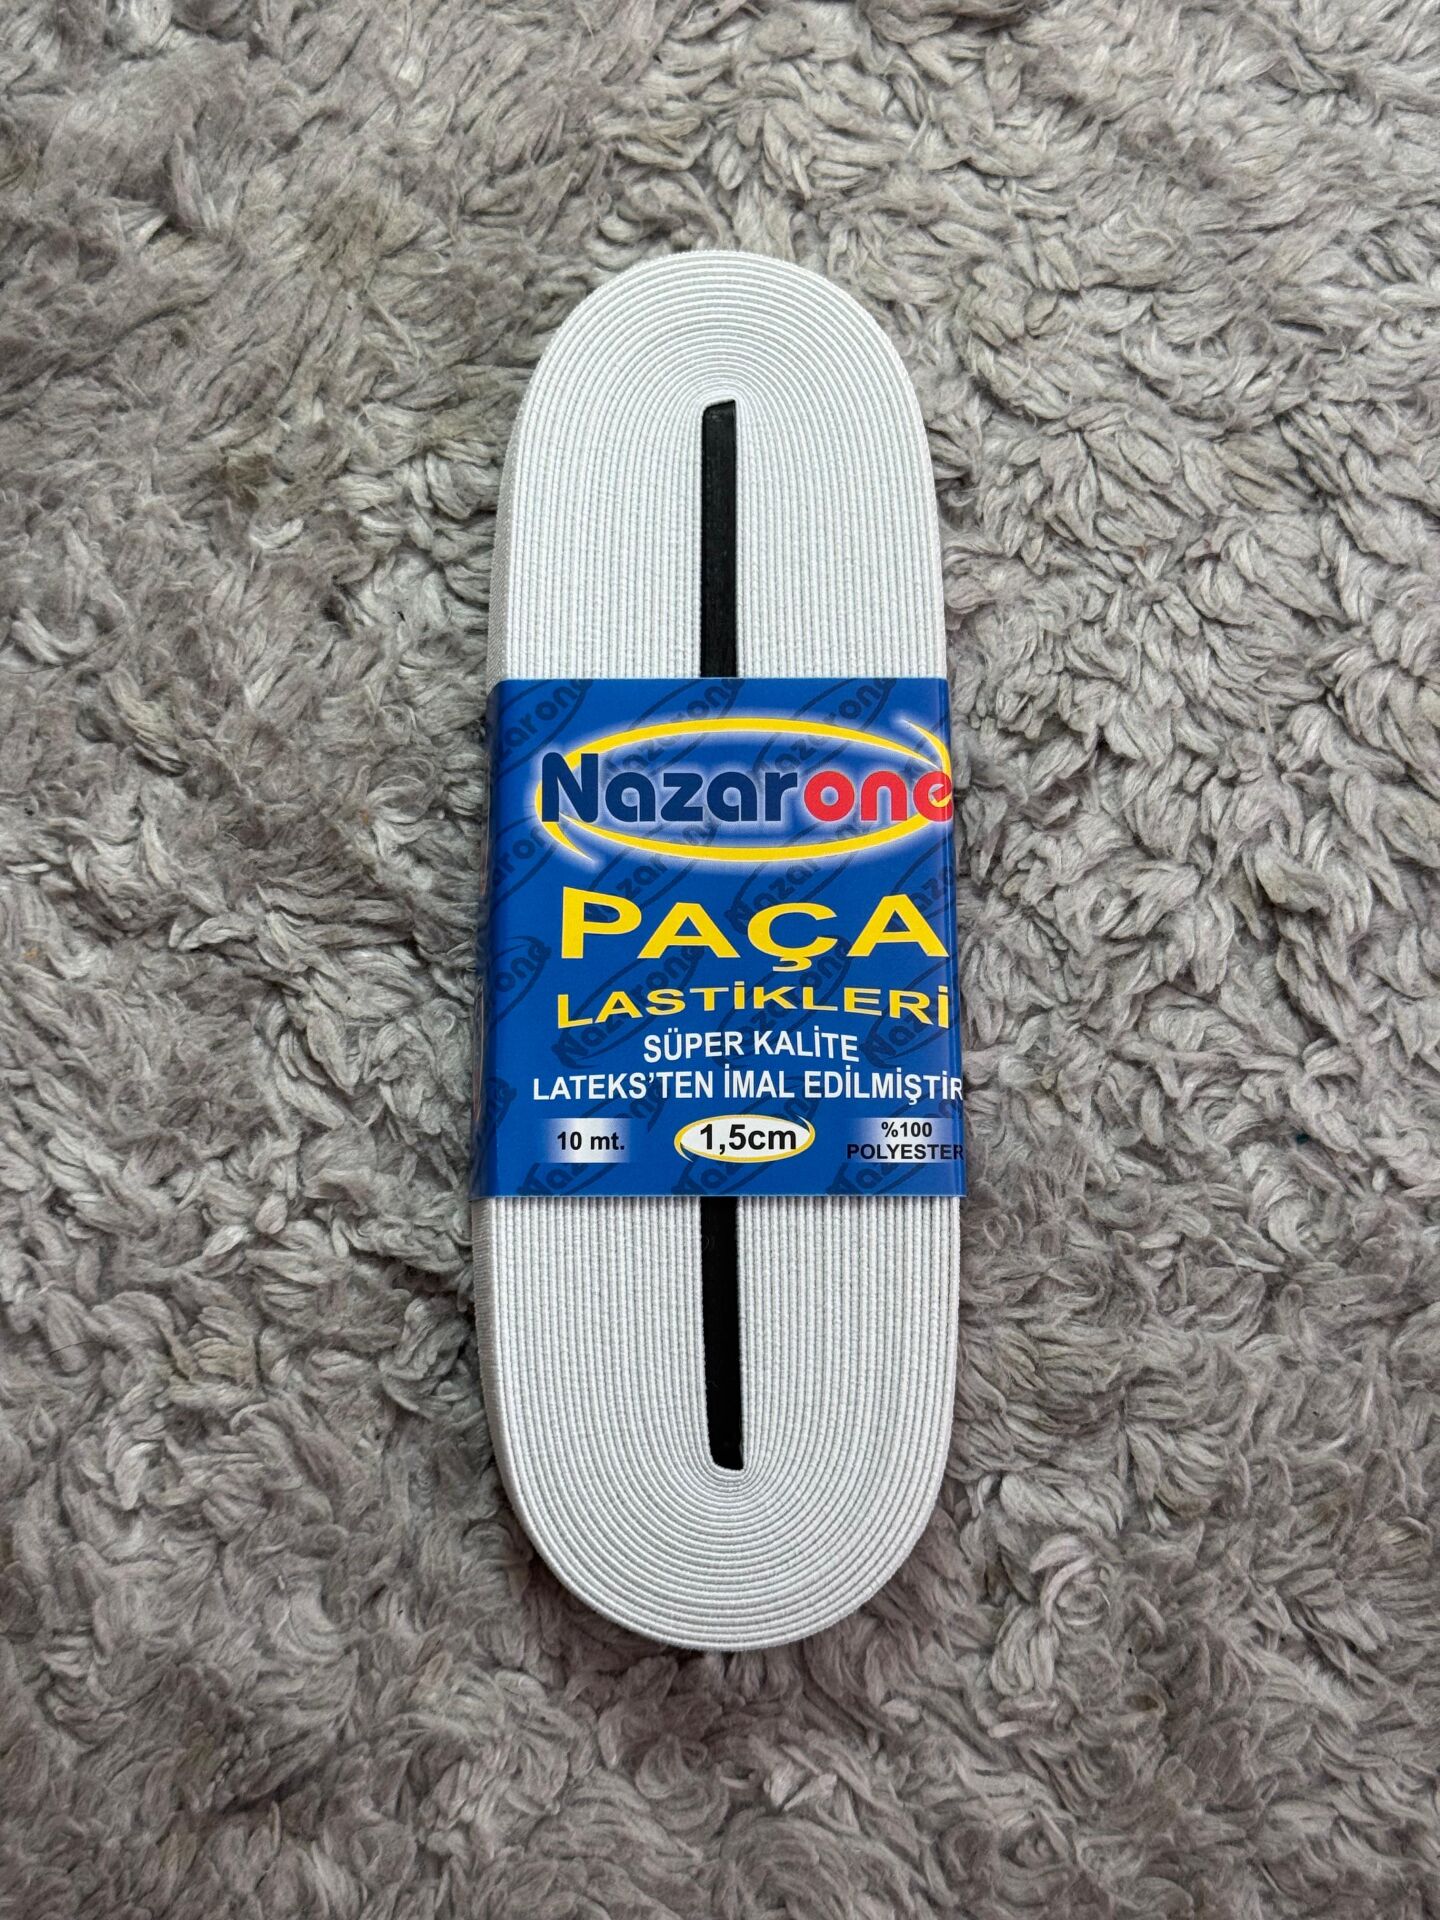 Nazarone
PAÇA
LASTİKLERİ
SÜPER KALİTE
LATEKS'TEN İMAL EDİLMİŞTİR
10 mt.
1,5cm
%100
POLYESTER